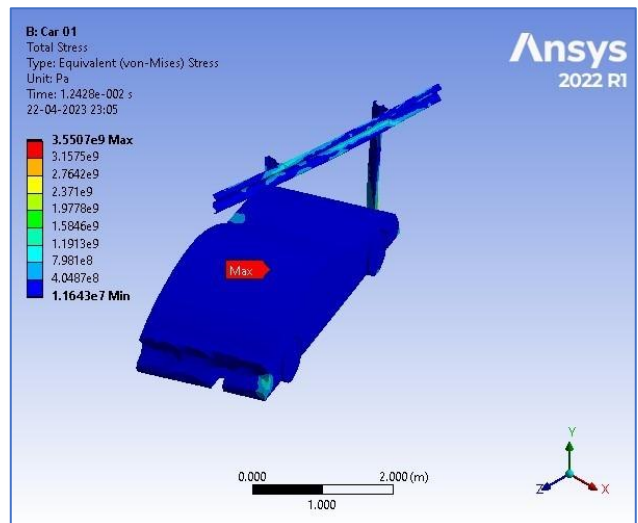 B: Car 01
Total Stress
Type: Equivalent (von-Mises) Stress
Unit: Pa
Time: 1.2428e-002 s
22-04-2023 23:05
Ansys
2022 R1
3.5507e9 Max
3.1575e9
2.7642e9
2.371e9
1.9778e9
1.5846e9
1.1913e9
7.981e8
4.0487e8
1.1643e7 Min
Max
0.000
2.000 (m)
1.000
Y
Z
X